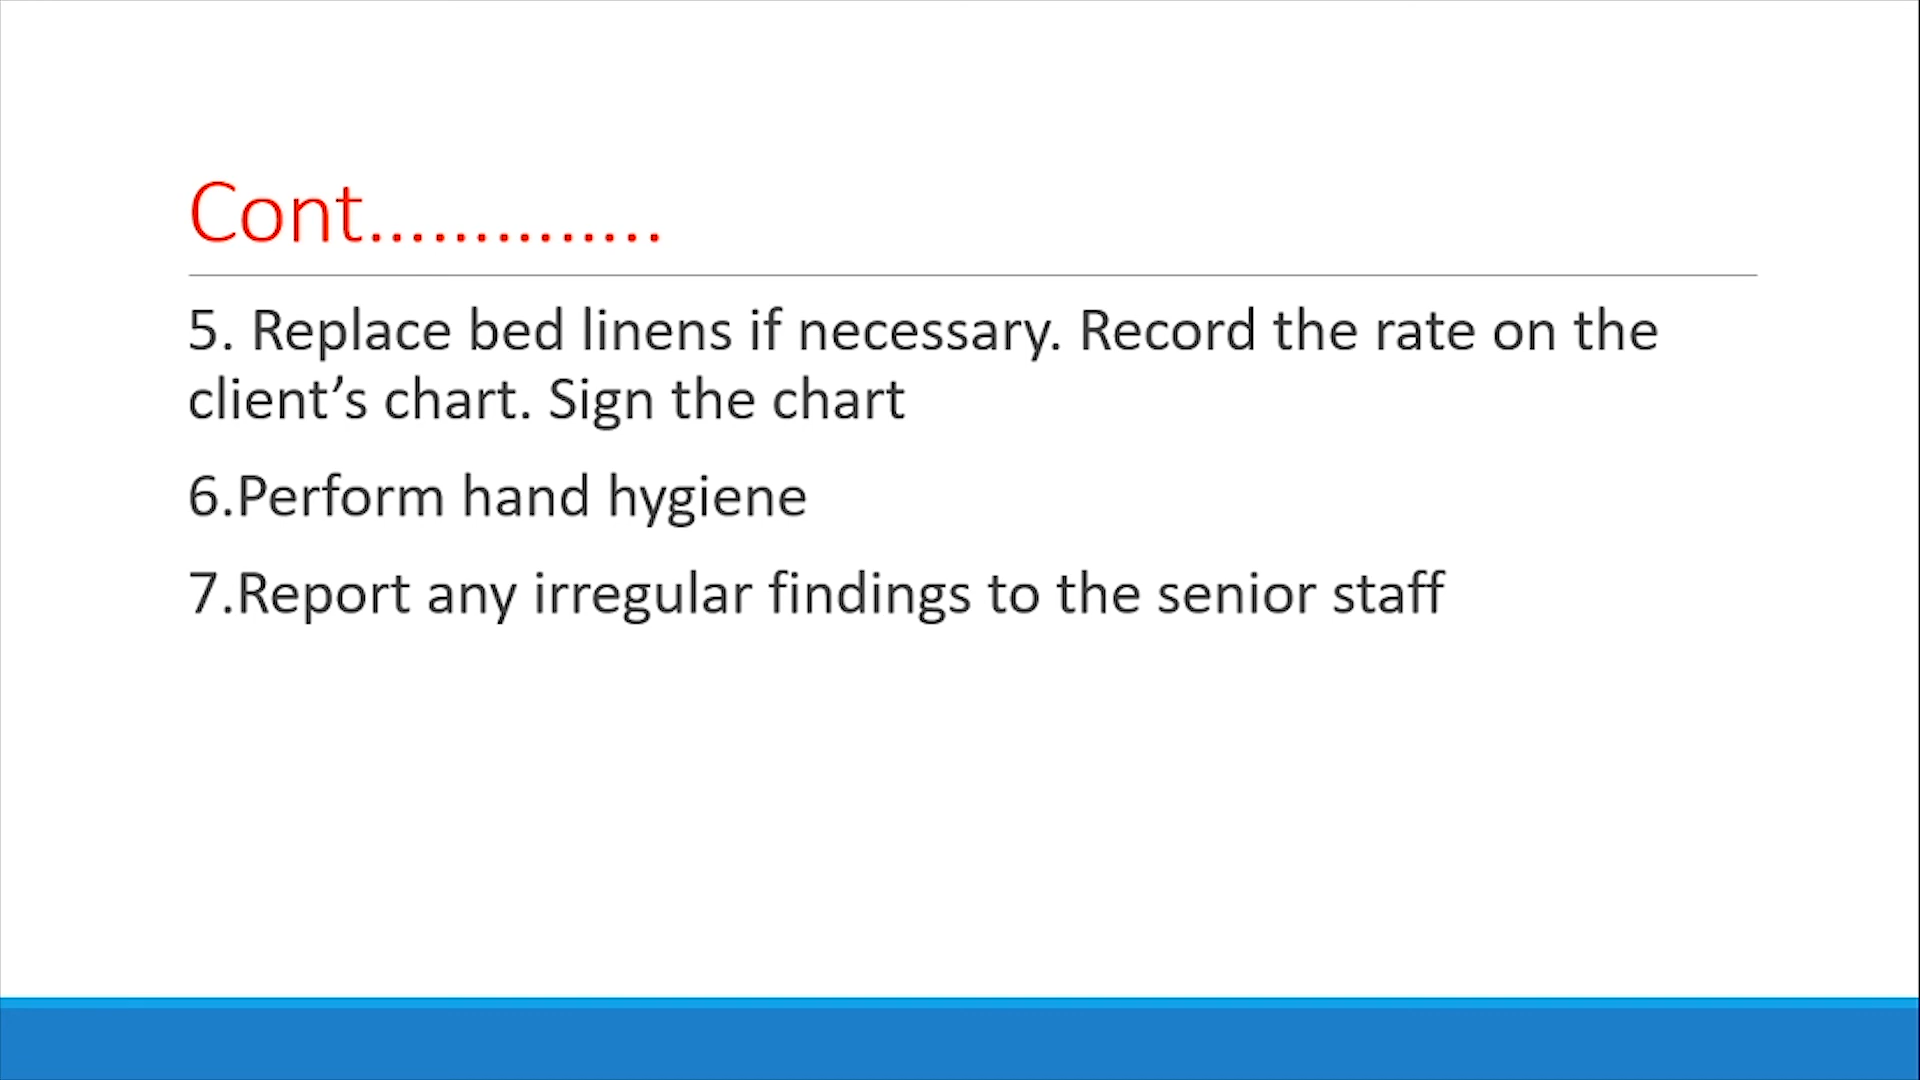 Cont..............
5. Replace bed linens if necessary. Record the rate on the
client’s chart. Sign the chart
6.Perform hand hygiene
7.Report any irregular findings to the senior staff